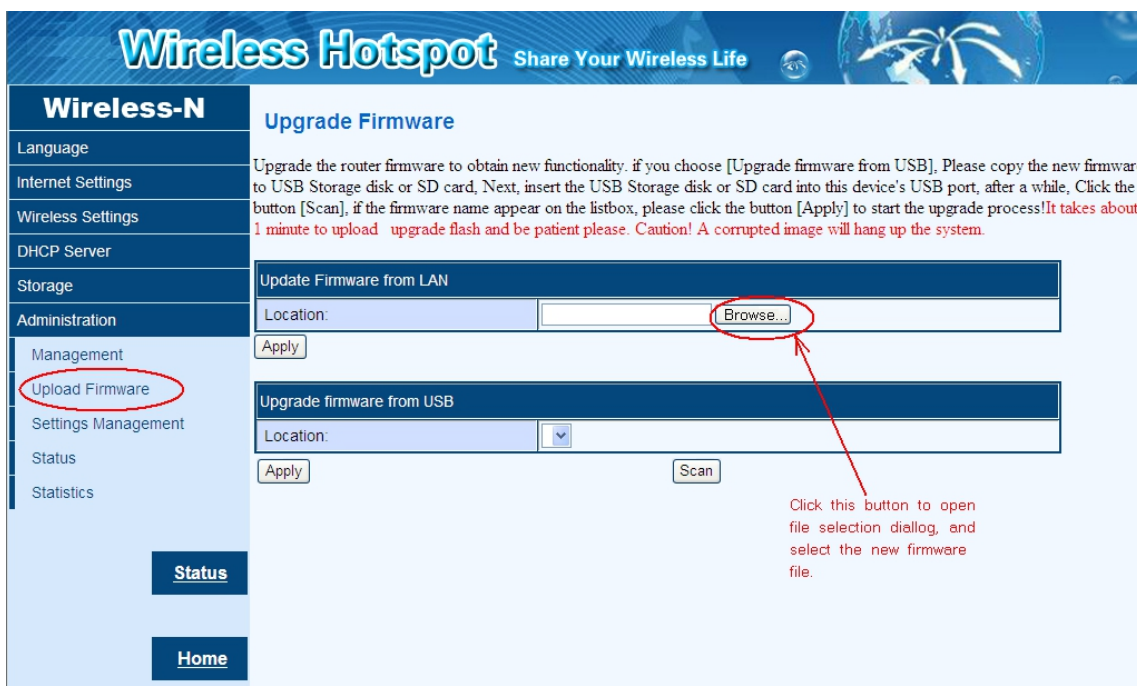 Wireless Hotspot Share Your Wireless Life
Wireless-N
Language
Internet Settings
Wireless Settings
DHCP Server
Storage
Administration
Management
Upload Firmware
Settings Management
Status
Statistics
Status
Home
Upgrade Firmware
Upgrade the router firmware to obtain new functionality. if you choose [Upgrade firmware from USB], Please copy the new firmwar
to USB Storage disk or SD card, Next, insert the USB Storage disk or SD card into this device's USB port, after a while, Click the
button [Scan], if the firmware name appear on the listbox, please click the button [Apply] to start the upgrade process!It takes about
1 minute to upload upgrade flash and be patient please. Caution! A corrupted image will hang up the system.
Update Firmware from LAN
Location: Browse...
Apply
Upgrade firmware from USB
Location:
Apply Scan
Click this button to open
file selection diallog, and
select the new firmware
file.